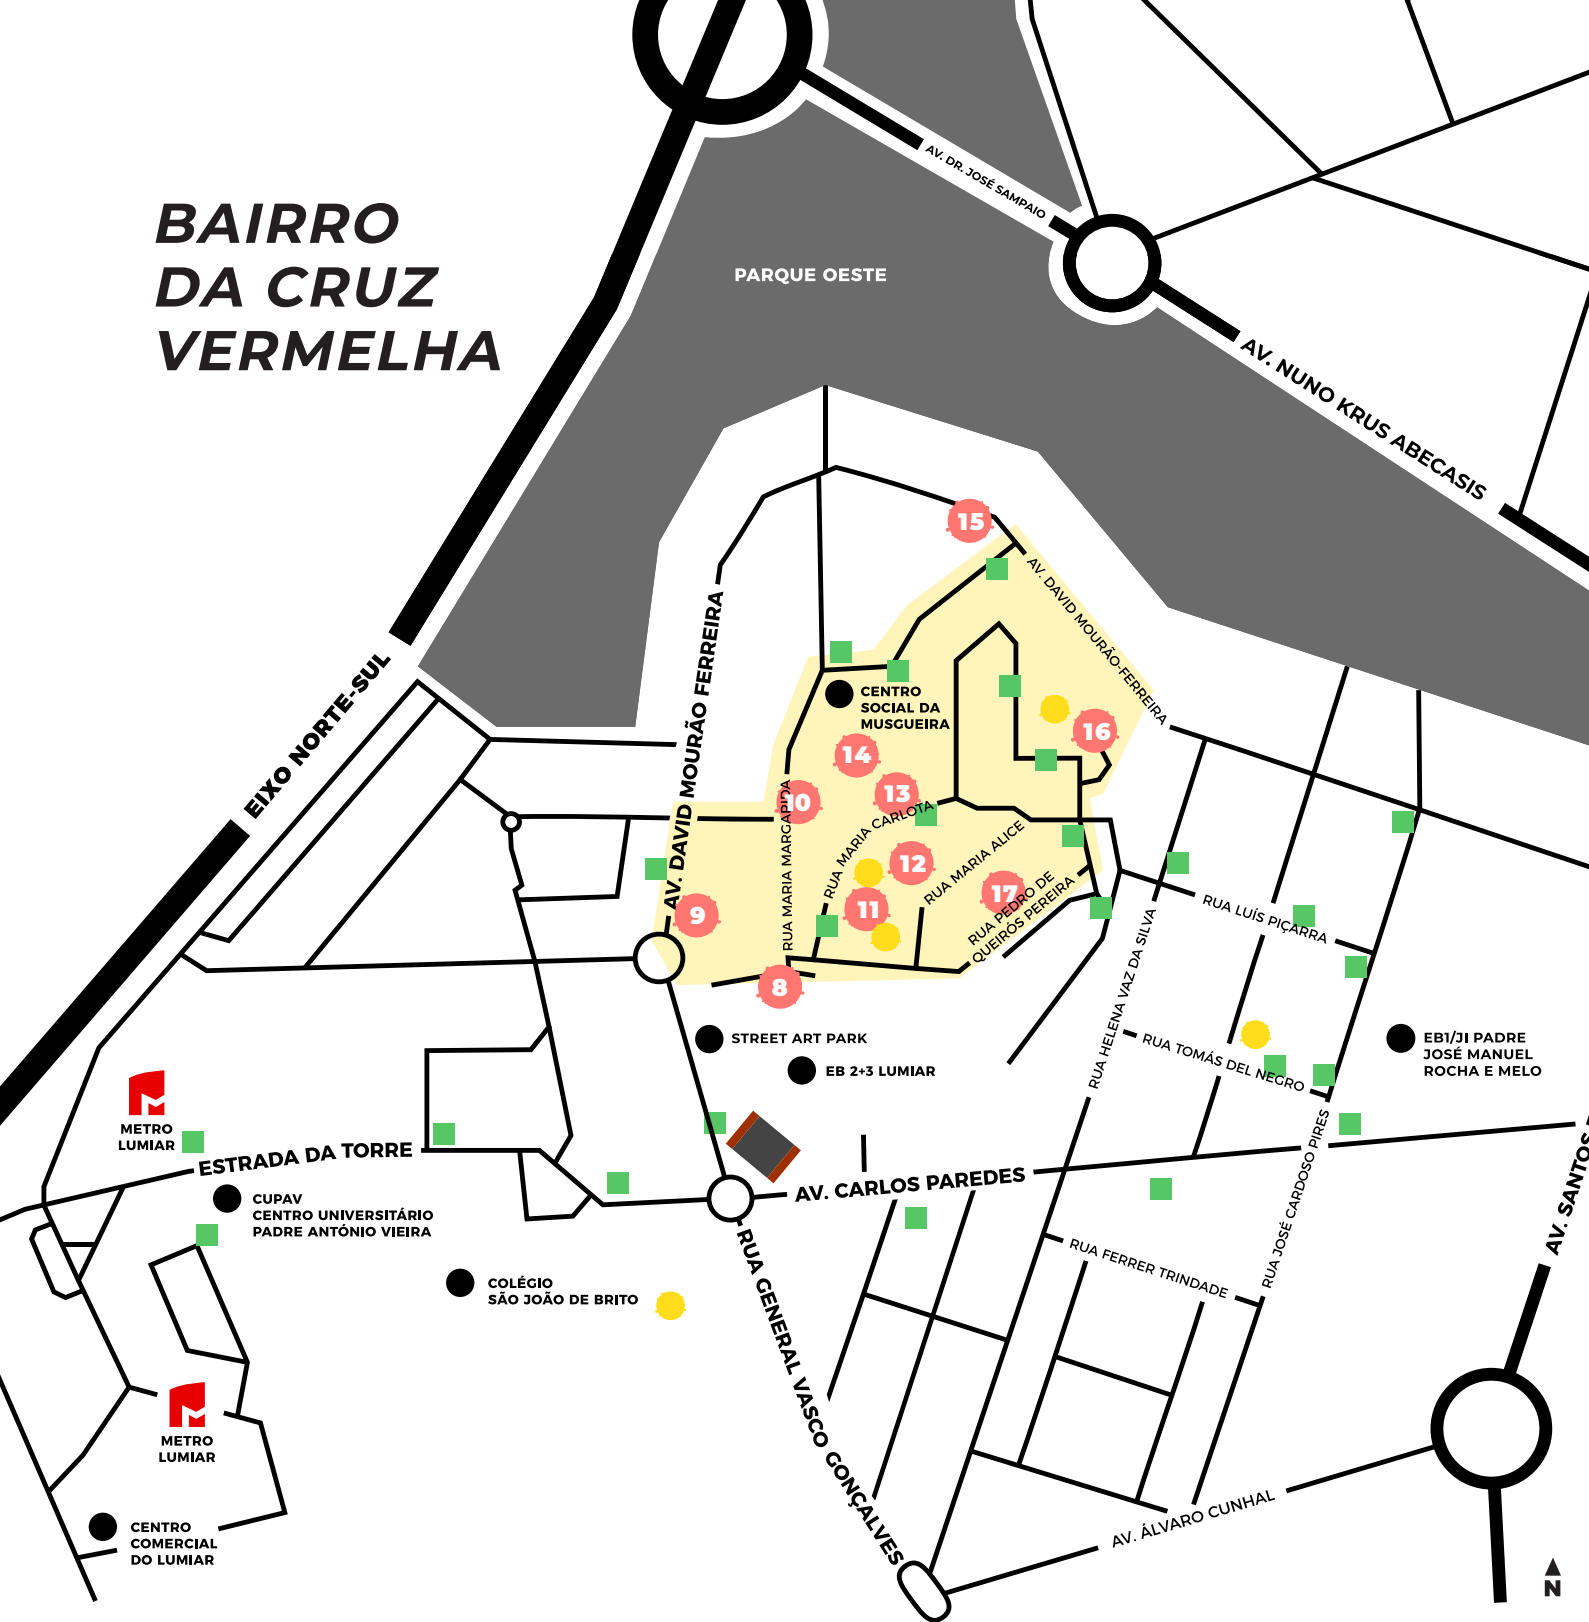 BAIRRO
DA CRUZ
VERMELHA
AV. DR. JOSÉ SAMPAIO
PARQUE OESTE
AV. NUNO KRUS ABECASIS
EIXO NORTE-SUL
AV. DAVID MOURÃO FERREIRA
AV. DAVID MOURÃO-FERREIRA
15
CENTRO
SOCIAL DA
MUSGUEIRA
16
14
13
10
RUA MARIA MARGARIDA
RUA MARIA CARLOTA
RUA MARIA ALICE
12
11
17
9
8
RUA PEDRO DE
QUEIRÓS PEREIRA
RUA LUÍS PIÇARRA
RUA HELENA VAZ DA SILVA
RUA TOMÁS DEL NEGRO
STREET ART PARK
EB 2+3 LUMIAR
EB1/JI PADRE
JOSÉ MANUEL
ROCHA E MELO
METRO
LUMIAR
ESTRADA DA TORRE
AV. CARLOS PAREDES
CUPAV
CENTRO UNIVERSITÁRIO
PADRE ANTÓNIO VIEIRA
RUA JOSÉ CARDOSO PIRES
AV. SANTOS
RUA FERRER TRINDADE
COLÉGIO
SÃO JOÃO DE BRITO
RUA GENERAL VASCO GONÇALVES
METRO
LUMIAR
CENTRO
COMERCIAL
DO LUMIAR
AV. ÁLVARO CUNHAL
N